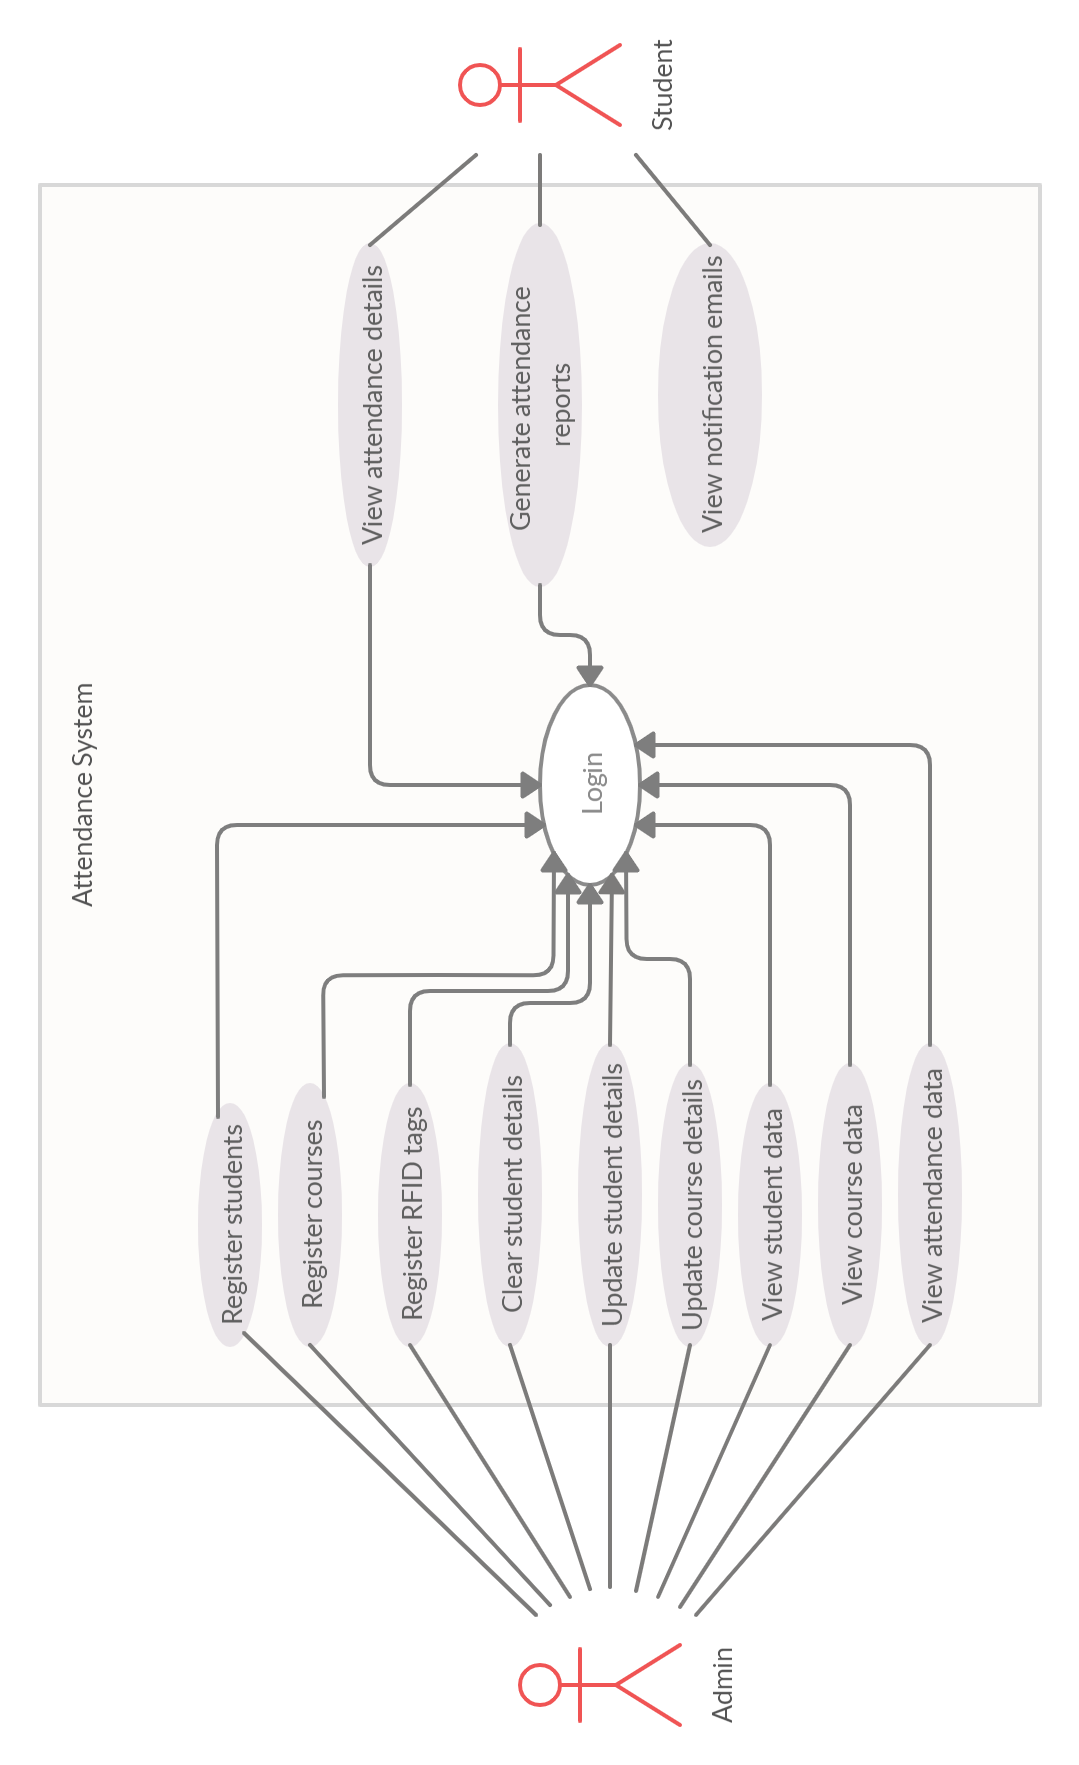 Attendance System
Register students
Register courses
Register RFID tags
Clear student details
Update student details
Update course details
View student data
View course data
View attendance data
Admin
Login
View attendance details
Generate attendance
reports
View notification emails
Student